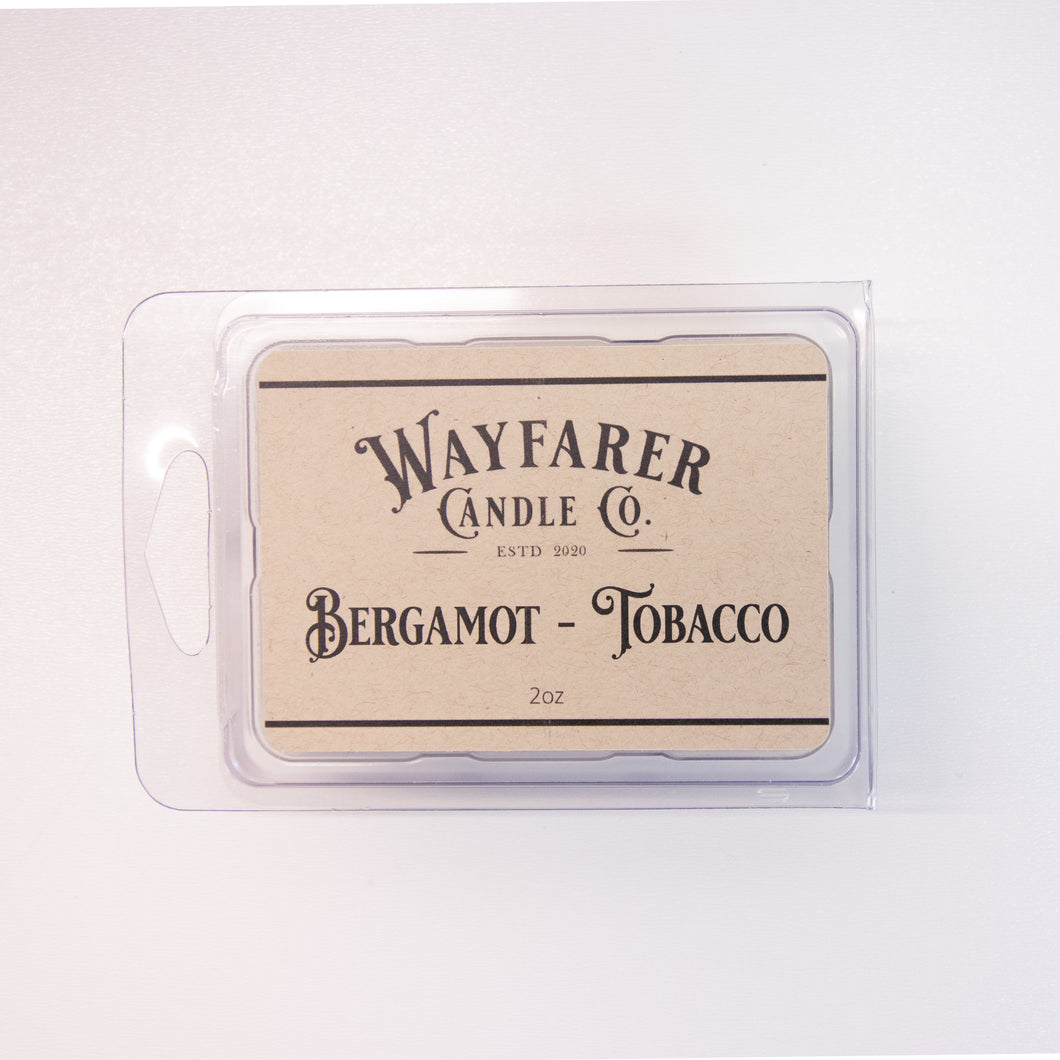 Wayfarer
Candle Co.
ESTD 2020
Bergamot - Tobacco
2oz